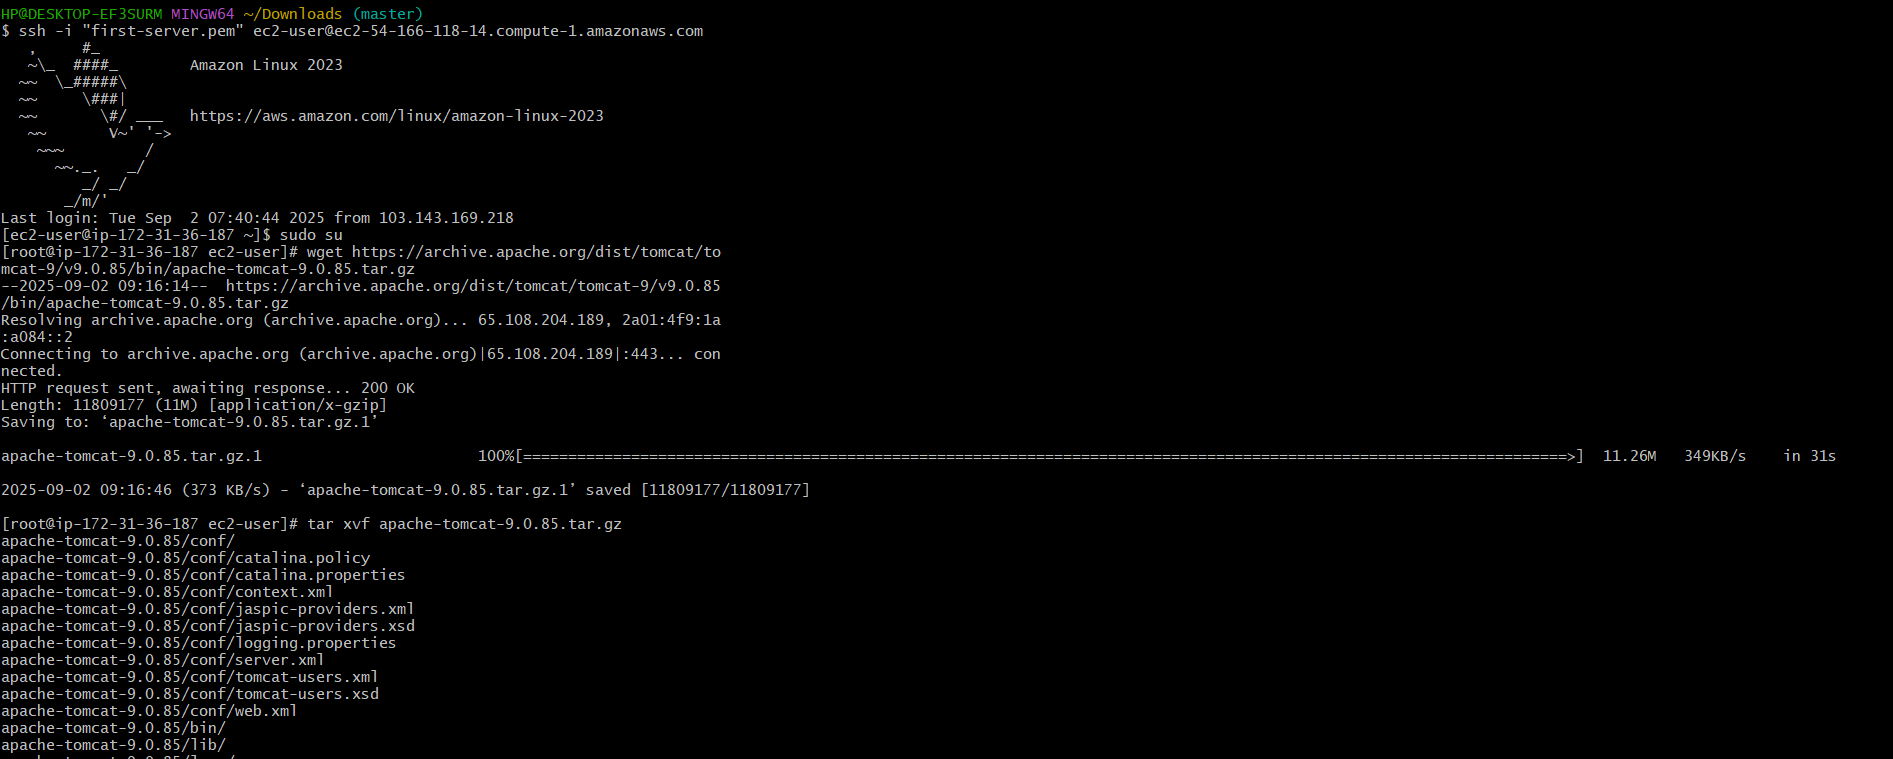 HP@DESKTOP-EF3SURM MINGW64 ~/Downloads (master)
$ ssh -i "first-server.pem" ec2-user@ec2-54-166-118-14.compute-1.amazonaws.com
   ,     #_
   ~\_  ####_        Amazon Linux 2023
  ~~  \_#####\
  ~~     \###|
  ~~       \#/ ___   https://aws.amazon.com/linux/amazon-linux-2023
   ~~       V~' '->
    ~~~         /
      ~~._.   _/
         _/ _/
       _/m/'
Last login: Tue Sep  2 07:40:44 2025 from 103.143.169.218
[ec2-user@ip-172-31-36-187 ~]$ sudo su
[root@ip-172-31-36-187 ec2-user]# wget https://archive.apache.org/dist/tomcat/to
mcat-9/v9.0.85/bin/apache-tomcat-9.0.85.tar.gz
--2025-09-02 09:16:14--  https://archive.apache.org/dist/tomcat/tomcat-9/v9.0.85
/bin/apache-tomcat-9.0.85.tar.gz
Resolving archive.apache.org (archive.apache.org)... 65.108.204.189, 2a01:4f9:1a
:a084::2
Connecting to archive.apache.org (archive.apache.org)|65.108.204.189|:443... con
nected.
HTTP request sent, awaiting response... 200 OK
Length: 11809177 (11M) [application/x-gzip]
Saving to: ‘apache-tomcat-9.0.85.tar.gz.1’
apache-tomcat-9.0.85.tar.gz.1                        100%[====================================================================================================================>]  11.26M   349KB/s    in 31s
2025-09-02 09:16:46 (373 KB/s) - ‘apache-tomcat-9.0.85.tar.gz.1’ saved [11809177/11809177]
[root@ip-172-31-36-187 ec2-user]# tar xvf apache-tomcat-9.0.85.tar.gz
apache-tomcat-9.0.85/conf/
apache-tomcat-9.0.85/conf/catalina.policy
apache-tomcat-9.0.85/conf/catalina.properties
apache-tomcat-9.0.85/conf/context.xml
apache-tomcat-9.0.85/conf/jaspic-providers.xml
apache-tomcat-9.0.85/conf/jaspic-providers.xsd
apache-tomcat-9.0.85/conf/logging.properties
apache-tomcat-9.0.85/conf/server.xml
apache-tomcat-9.0.85/conf/tomcat-users.xml
apache-tomcat-9.0.85/conf/tomcat-users.xsd
apache-tomcat-9.0.85/conf/web.xml
apache-tomcat-9.0.85/bin/
apache-tomcat-9.0.85/lib/